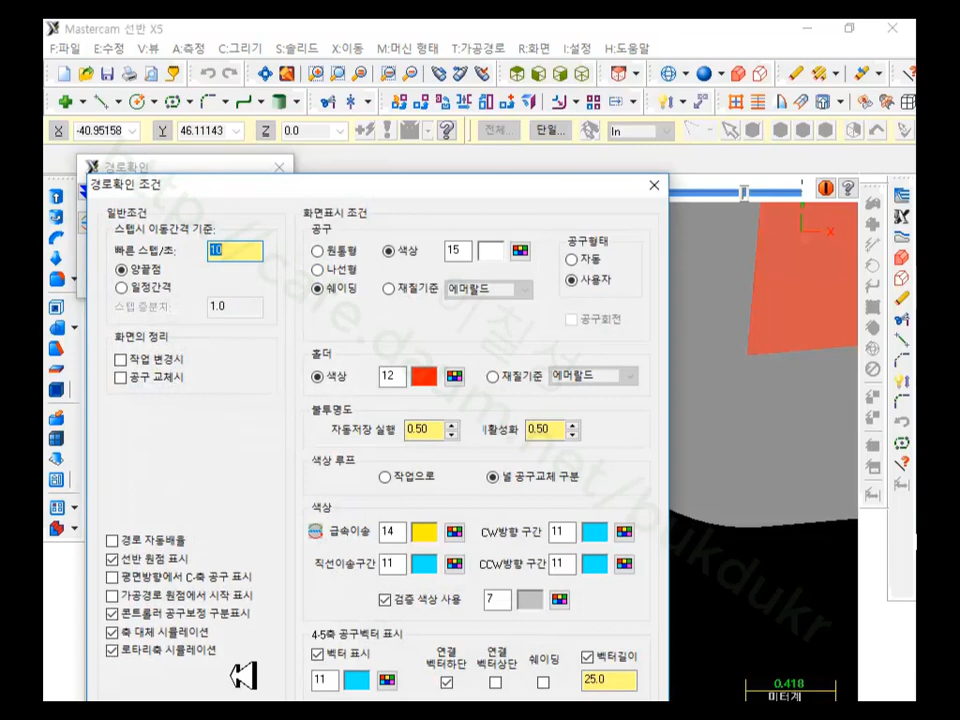 Mastercam 선반 X5
F:파일 E:수정 V:뷰 A:측정 C:그리기 S:솔리드 X:이동 M:머신 형태 T:가공경로 R:화면 I:설정 H:도움말
X -40.95158 Y 46.11143 Z 0.0 전체... 단일... In
경로확인
경로확인 조건
일반조건
스텝시 이동간격 기준:
빠른 스텝/초: 10
양끝점
일정간격
스텝 증분치: 1.0
화면의 정리
작업 변경시
공구 교체시
경로 자동배율
선반 원점 표시
평면방향에서 C-축 공구 표시
가공경로 원점에서 시작 표시
콘트롤러 공구보정 구분표시
축 대체 시뮬레이션
로타리축 시뮬레이션
화면표시 조건
공구
원통형 색상 15
나선형
쉐이딩 재질기준 에머랄드
공구형태
자동
사용자
공구회전
홀더
색상 12 재질기준 에머랄드
불투명도
자동저장 실행 0.50 비활성화 0.50
색상 루프
작업으로 널 공구교체 구분
색상
급속이송 14 CW방향 구간 11
직선이송구간 11 CCW방향 구간 11
검증 색상 사용 7
4-5축 공구벡터 표시
벡터 표시 연결 벡터하단 연결 벡터상단 쉐이딩 벡터길이
11 25.0
X
0.418
미터계
http://cafe.daum.net/bukdukr